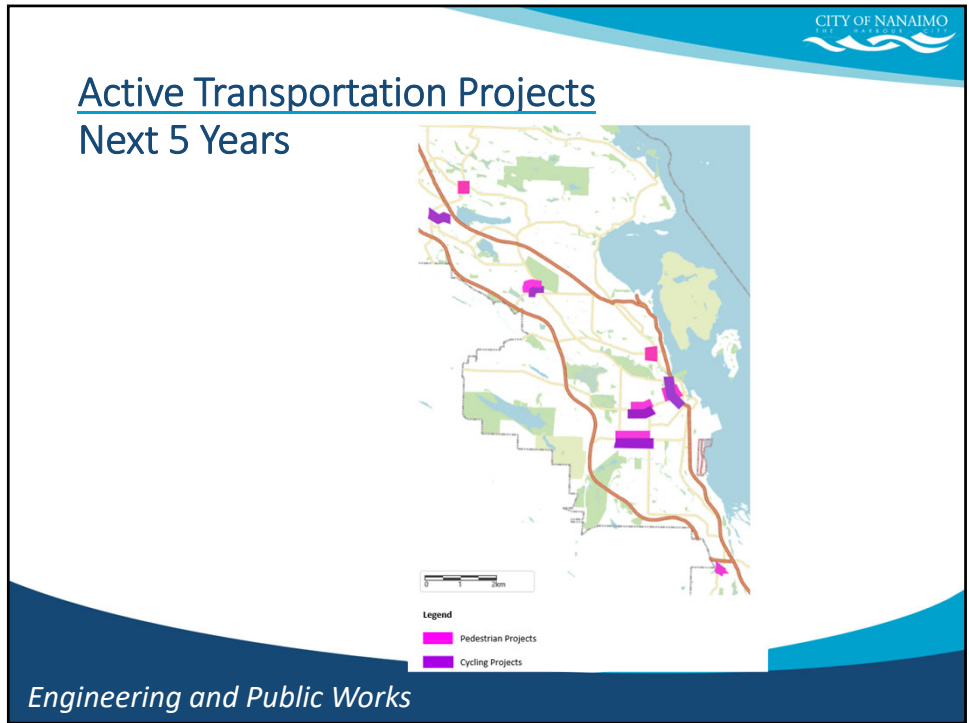 CITY OF NANAIMO
THE HARBOUR CITY
Active Transportation Projects
Next 5 Years
0 1 2km
Legend
Pedestrian Projects
Cycling Projects
Engineering and Public Works